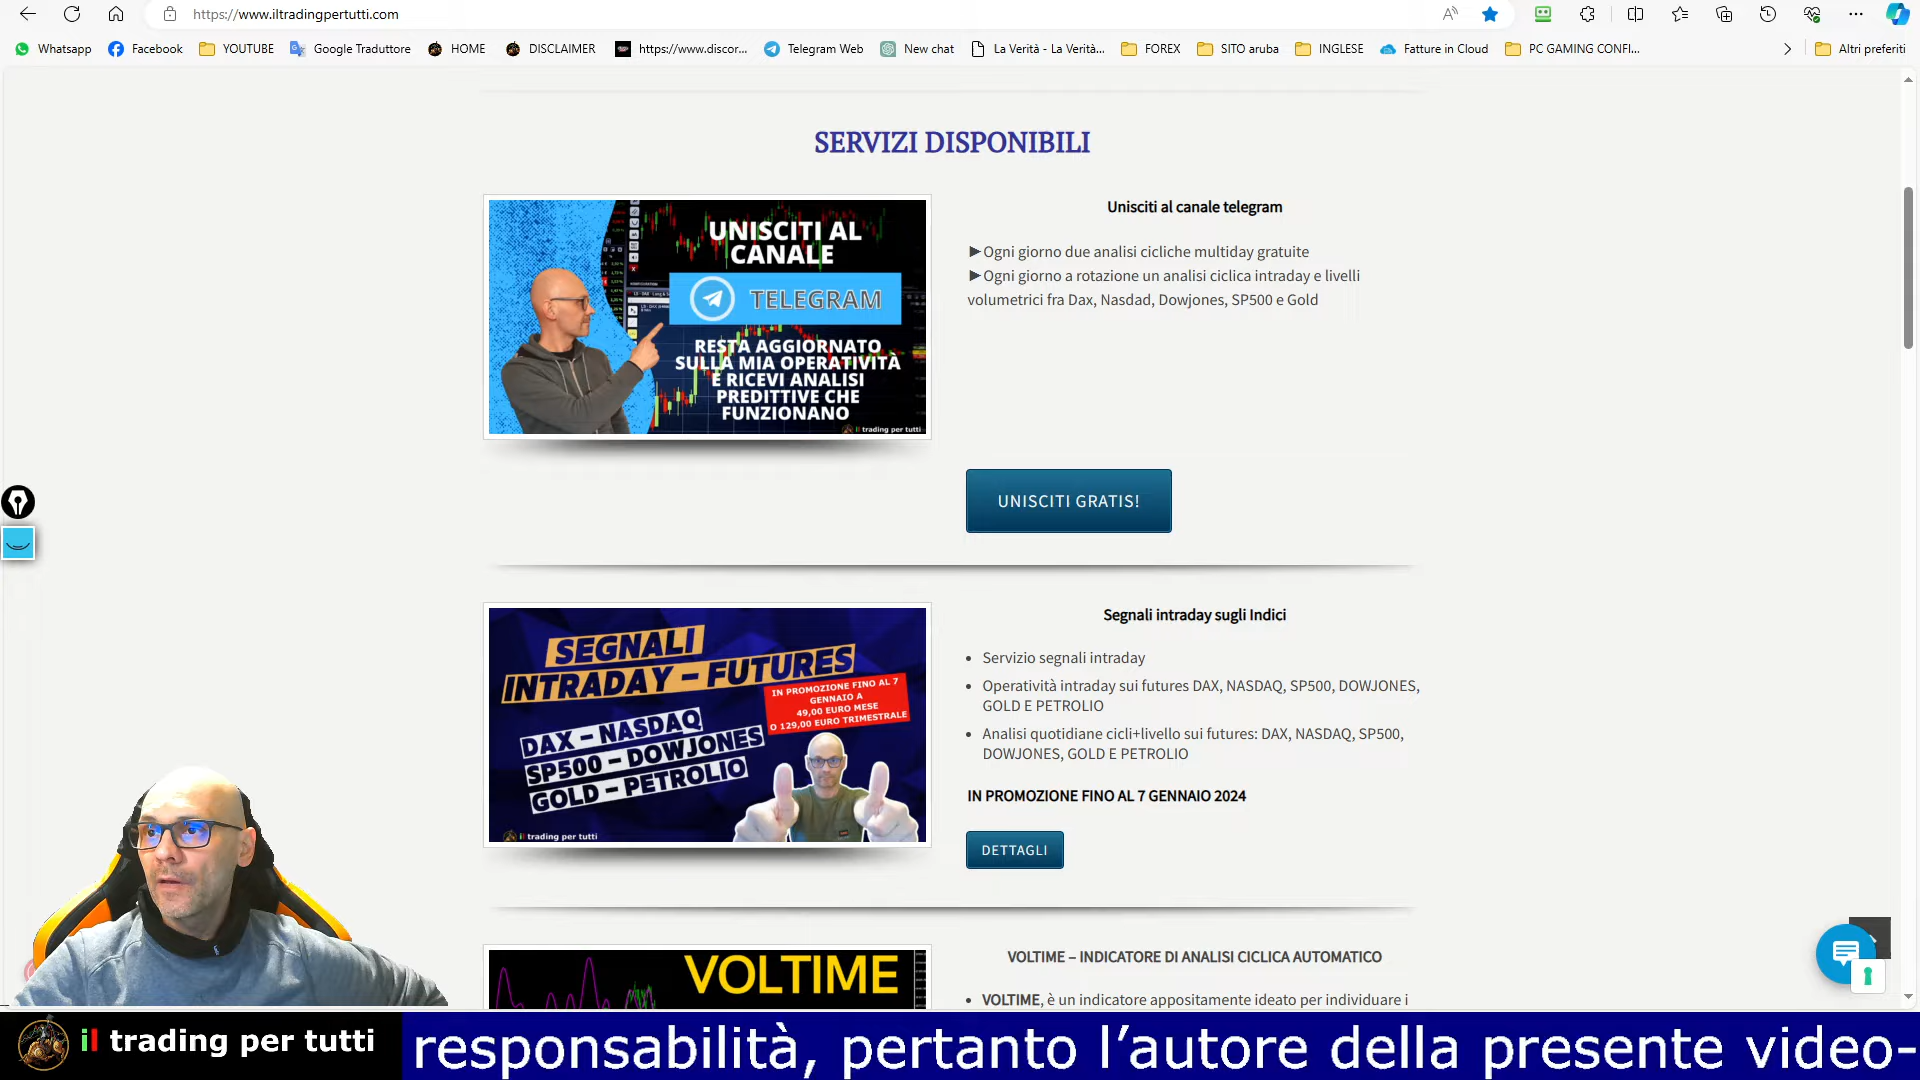 https://www.iltradingpertutti.com
Whatsapp
Facebook
YOUTUBE
Google Traduttore
HOME
DISCLAIMER
https://www.discor...
Telegram Web
New chat
La Verità - La Verità...
FOREX
SITO aruba
INGLESE
Fatture in Cloud
PC GAMING CONFI...
Altri preferiti
SERVIZI DISPONIBILI
UNISCITI AL
CANALE
TELEGRAM
RESTA AGGIORNATO
SULLA MIA OPERATIVITÀ
E RICEVI ANALISI
PREDITTIVE CHE
FUNZIONANO
il trading per tutti
Unisciti al canale telegram
►Ogni giorno due analisi cicliche multiday gratuite
►Ogni giorno a rotazione un analisi ciclica intraday e livelli
volumetrici fra Dax, Nasdad, Dowjones, SP500 e Gold
UNISCITI GRATIS!
SEGNALI
INTRADAY - FUTURES
IN PROMOZIONE FINO AL 7
GENNAIO A
49,00 EURO MESE
O 129,00 EURO TRIMESTRALE
DAX - NASDAQ
SP500 - DOWJONES
GOLD - PETROLIO
il trading per tutti
Segnali intraday sugli Indici
• Servizio segnali intraday
• Operatività intraday sui futures DAX, NASDAQ, SP500, DOWJONES,
GOLD E PETROLIO
• Analisi quotidiane cicli+livello sui futures: DAX, NASDAQ, SP500,
DOWJONES, GOLD E PETROLIO
IN PROMOZIONE FINO AL 7 GENNAIO 2024
DETTAGLI
VOLTIME
VOLTIME – INDICATORE DI ANALISI CICLICA AUTOMATICO
• VOLTIME, è un indicatore appositamente ideato per individuare i
il trading per tutti
responsabilità, pertanto l’autore della presente video-